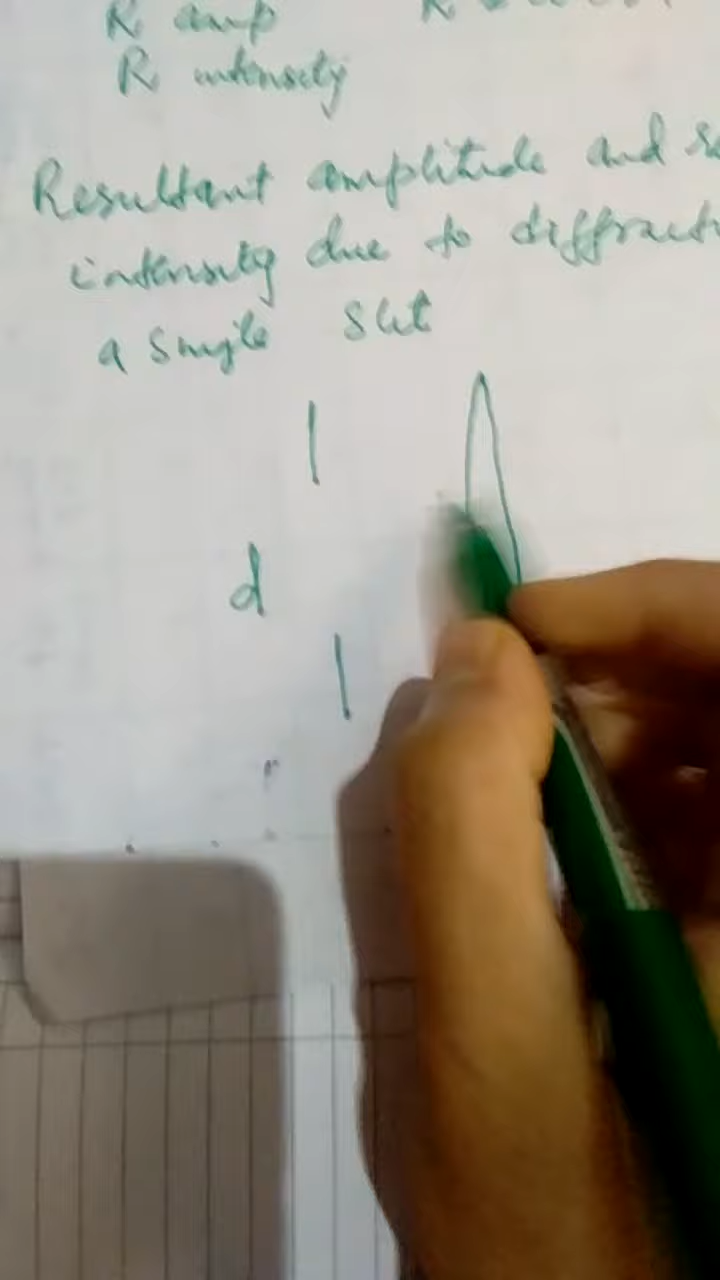 R amp
R intensity
Resultant amplitude and
intensity due to
a single slit
d
r